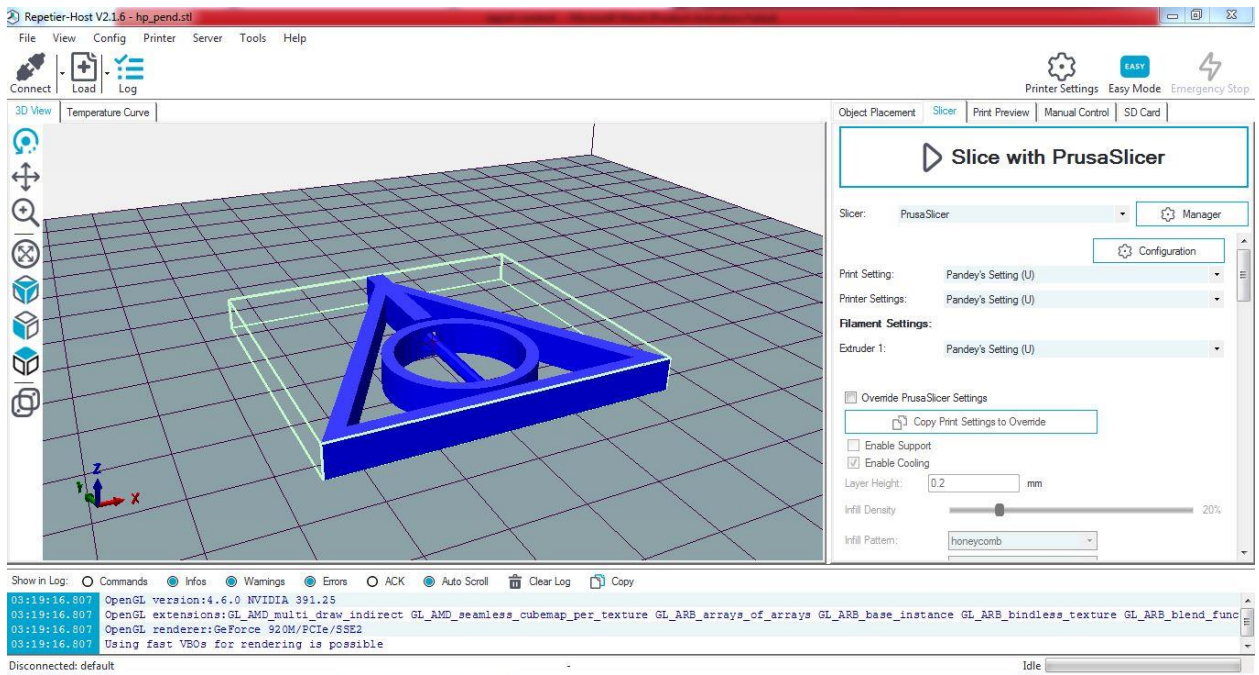 Repetier-Host V2.1.6 - hp_pend.stl
File View Config Printer Server Tools Help
Connect Load Log
EASY
Printer Settings Easy Mode Emergency Stop
3D View Temperature Curve
Object Placement Slicer Print Preview Manual Control SD Card
Slice with PrusaSlicer
Slicer: PrusaSlicer Manager
Configuration
Print Setting: Pandey's Setting (U)
Printer Settings: Pandey's Setting (U)
Filament Settings:
Extruder 1: Pandey's Setting (U)
Override PrusaSlicer Settings
Copy Print Settings to Override
Enable Support
Enable Cooling
Layer Height: 0.2 mm
Infill Density 20%
Infill Pattern: honeycomb
Z
Y
X
Show in Log: Commands Infos Warnings Errors ACK Auto Scroll Clear Log Copy
03:19:16.807 OpenGL version:4.6.0 NVIDIA 391.25
03:19:16.807 OpenGL extensions:GL_AMD_multi_draw_indirect GL_AMD_seamless_cubemap_per_texture GL_ARB_arrays_of_arrays GL_ARB_base_instance GL_ARB_bindless_texture GL_ARB_blend_func
03:19:16.807 OpenGL renderer:GeForce 920M/PCIe/SSE2
03:19:16.807 Using fast VBOs for rendering is possible
Disconnected: default - Idle